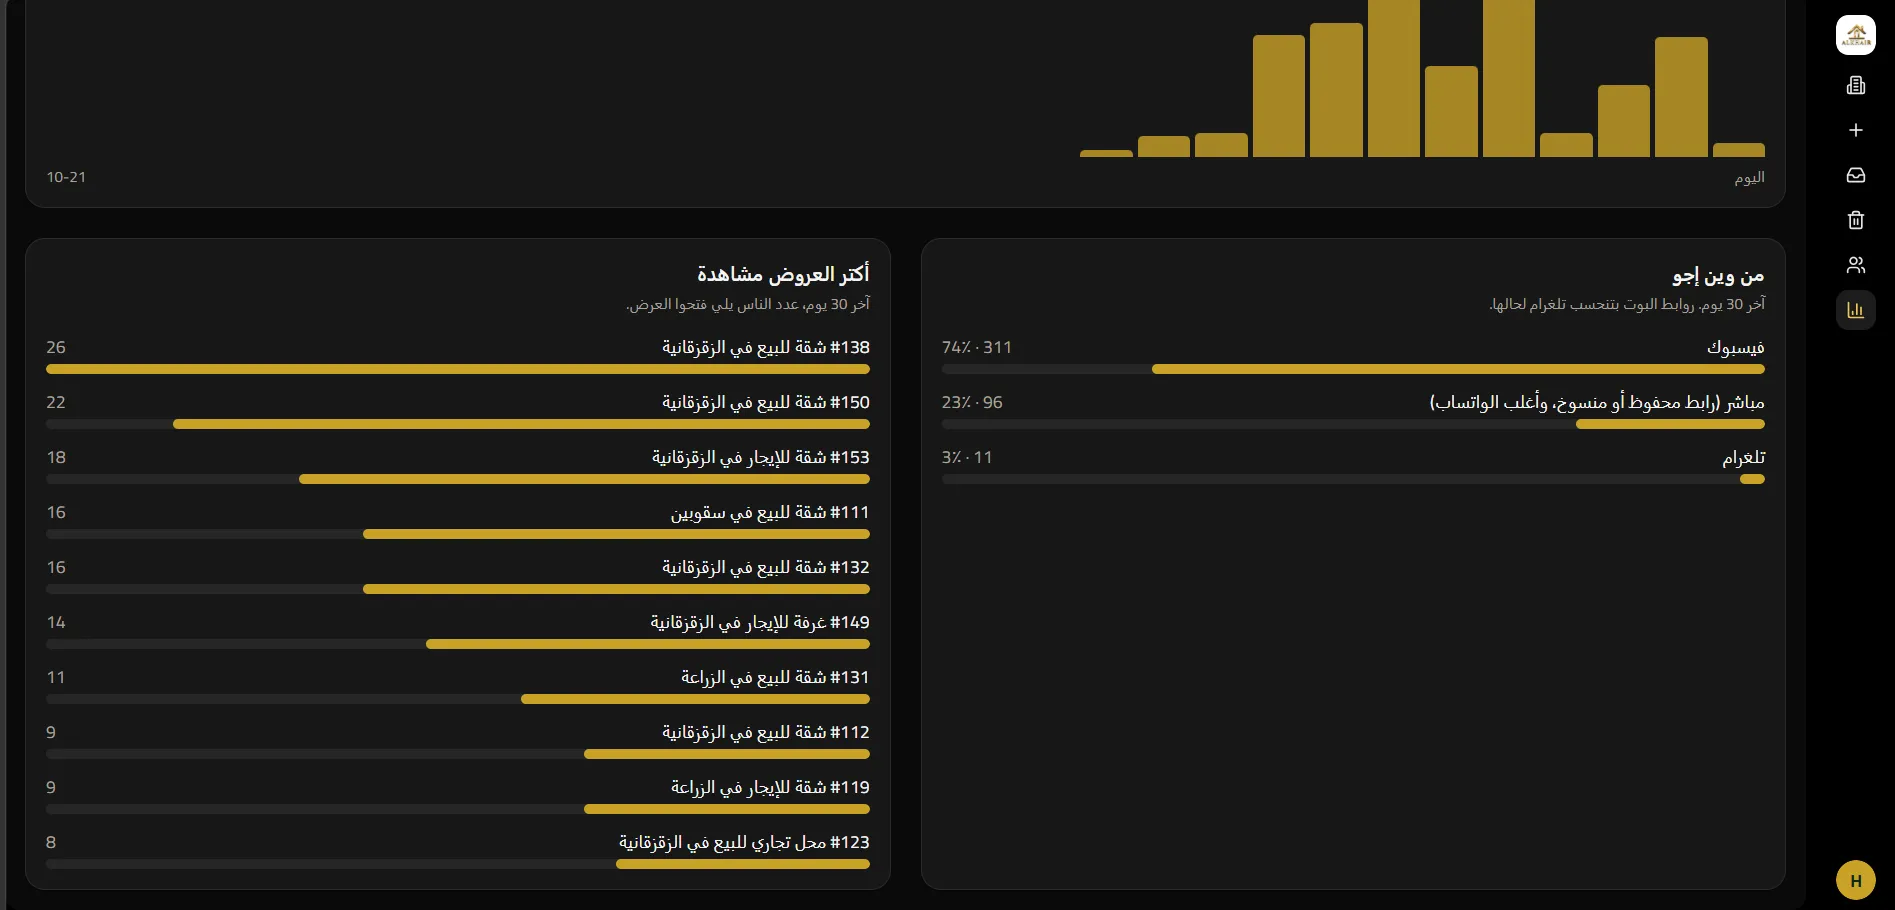 10-21
اليوم
من وين إجو
آخر 30 يوم. روابط البوت بتنحسب تلغرام لحالها.
فيسبوك
311 · 74٪
مباشر (رابط محفوظ أو منسوخ، وأغلب الواتساب)
96 · 23٪
تلغرام
11 · 3٪
أكتر العروض مشاهدة
آخر 30 يوم، عدد الناس يلي فتحوا العرض.
#138 شقة للبيع في الزقزقانية
26
#150 شقة للبيع في الزقزقانية
22
#153 شقة للإيجار في الزقزقانية
18
#111 شقة للبيع في سقوبين
16
#132 شقة للبيع في الزقزقانية
16
#149 غرفة للإيجار في الزقزقانية
14
#131 شقة للبيع في الزراعة
11
#112 شقة للبيع في الزقزقانية
9
#119 شقة للإيجار في الزراعة
9
#123 محل تجاري للبيع في الزقزقانية
8
H